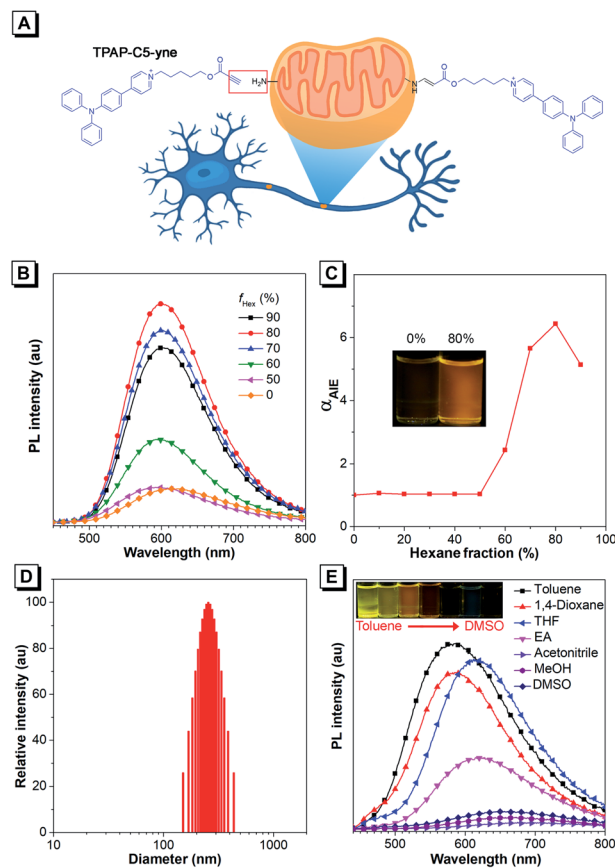 A
TPAP-C5-yne
N
N+
O
O
H2N
N
H
O
O
N+
N
B
PL intensity (au)
fHex (%)
90
80
70
60
50
0
500 600 700 800
Wavelength (nm)
C
αAIE
6
4
2
0
0% 80%
0 20 40 60 80 100
Hexane fraction (%)
D
Relative intensity (au)
100
80
60
40
20
0
10 100 1000
Diameter (nm)
E
PL intensity (au)
Toluene DMSO
Toluene
1,4-Dioxane
THF
EA
Acetonitrile
MeOH
DMSO
500 600 700 800
Wavelength (nm)